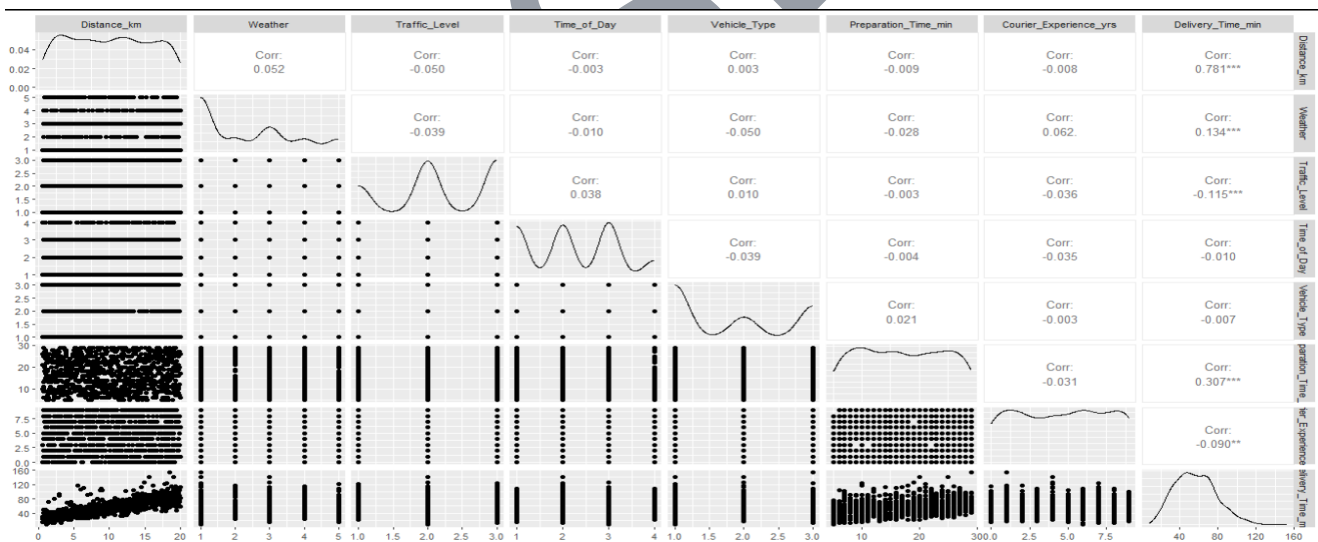 Distance_km Weather Traffic_Level Time_of_Day Vehicle_Type Preparation_Time_min Courier_Experience_yrs Delivery_Time_min
0.04
0.02
0.00
Corr: Corr: Corr: Corr: Corr: Corr: Corr:
0.052 -0.050 -0.003 0.003 -0.009 -0.008 0.781***
Distance_km
5
4
3
2
1
Corr: Corr: Corr: Corr: Corr: Corr:
-0.039 -0.010 -0.050 -0.028 0.062. 0.134***
Weather
3.0
2.5
2.0
1.5
1.0
Corr: Corr: Corr: Corr: Corr:
0.038 0.010 -0.003 -0.036 -0.115***
Traffic_Level
4
3
2
1
Corr: Corr: Corr: Corr:
-0.039 -0.004 -0.035 -0.010
Time_of_Day
3.0
2.5
2.0
1.5
1.0
Corr: Corr: Corr:
0.021 -0.003 -0.007
Vehicle_Type
30
20
10
Corr: Corr:
-0.031 0.307***
paration_Time_
7.5
5.0
2.5
0.0
Corr:
-0.090**
ier_Experience
160
120
80
40
elivery_Time_m
0 5 10 15 20 1 2 3 4 5 1.0 1.5 2.0 2.5 3.0 1 2 3 4 1.0 1.5 2.0 2.5 3.0 10 20 30 0.0 2.5 5.0 7.5 40 80 120 160